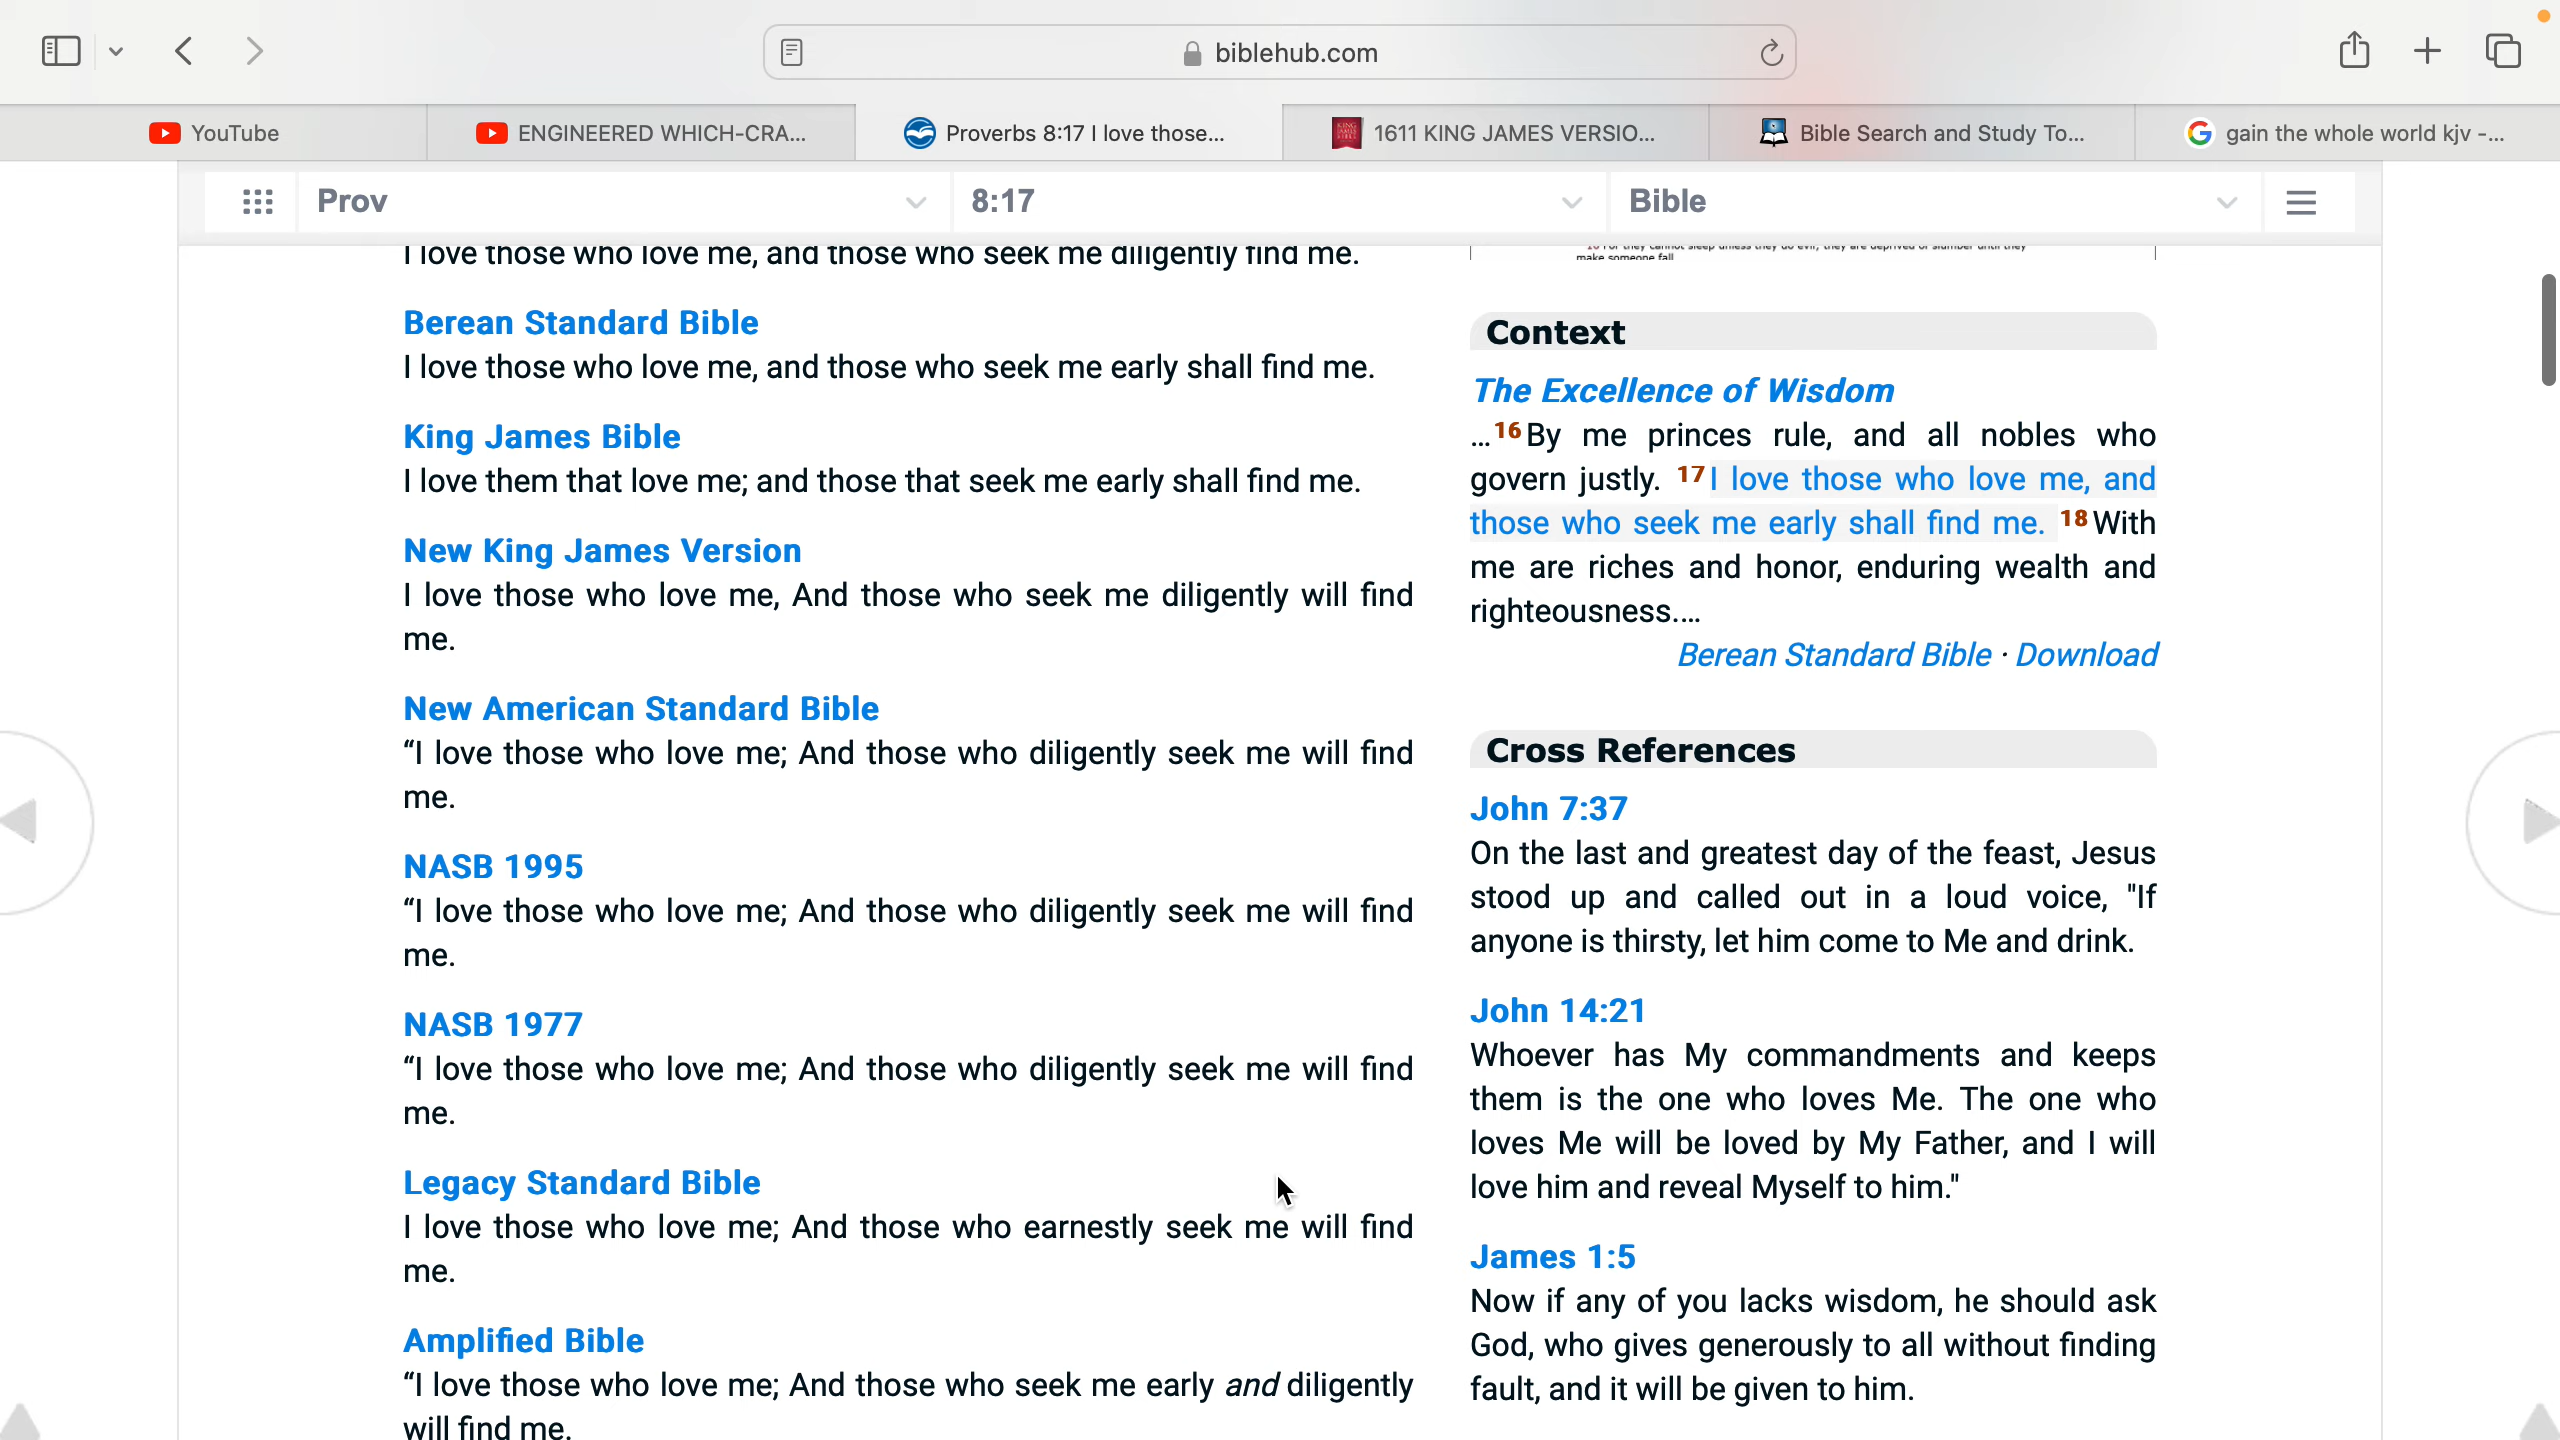 biblehub.com
YouTube
ENGINEERED WHICH-CRA...
Proverbs 8:17 I love those...
1611 KING JAMES VERSIO...
Bible Search and Study To...
gain the whole world kjv -...
Prov
8:17
Bible
I love those who love me, and those who seek me diligently find me.
Berean Standard Bible
I love those who love me, and those who seek me early shall find me.
King James Bible
I love them that love me; and those that seek me early shall find me.
New King James Version
I love those who love me, And those who seek me diligently will find
me.
New American Standard Bible
“I love those who love me; And those who diligently seek me will find
me.
NASB 1995
“I love those who love me; And those who diligently seek me will find
me.
NASB 1977
“I love those who love me; And those who diligently seek me will find
me.
Legacy Standard Bible
I love those who love me; And those who earnestly seek me will find
me.
Amplified Bible
“I love those who love me; And those who seek me early and diligently
will find me.
make someone fall
Context
The Excellence of Wisdom
...16 By me princes rule, and all nobles who
govern justly. 17 I love those who love me, and
those who seek me early shall find me. 18 With
me are riches and honor, enduring wealth and
righteousness....
Berean Standard Bible · Download
Cross References
John 7:37
On the last and greatest day of the feast, Jesus
stood up and called out in a loud voice, "If
anyone is thirsty, let him come to Me and drink.
John 14:21
Whoever has My commandments and keeps
them is the one who loves Me. The one who
loves Me will be loved by My Father, and I will
love him and reveal Myself to him."
James 1:5
Now if any of you lacks wisdom, he should ask
God, who gives generously to all without finding
fault, and it will be given to him.